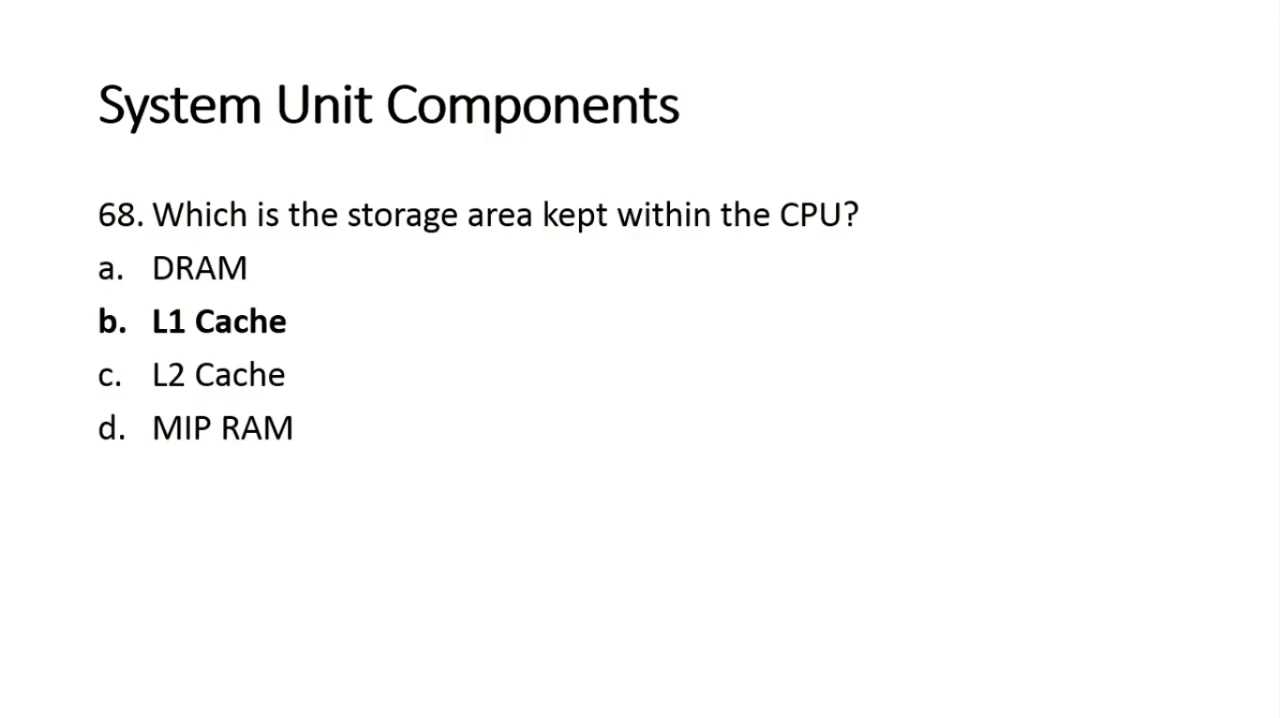 System Unit Components
68. Which is the storage area kept within the CPU?
a. DRAM
b. L1 Cache
c. L2 Cache
d. MIP RAM